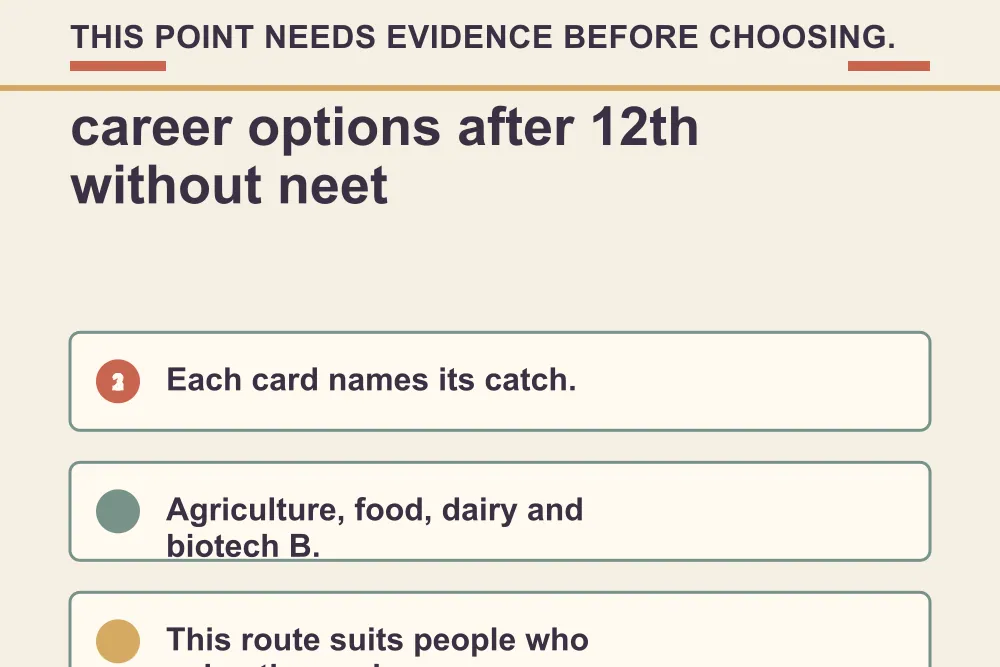 THIS POINT NEEDS EVIDENCE BEFORE CHOOSING.
career options after 12th
without neet
Each card names its catch.
Agriculture, food, dairy and
biotech B.
This route suits people who